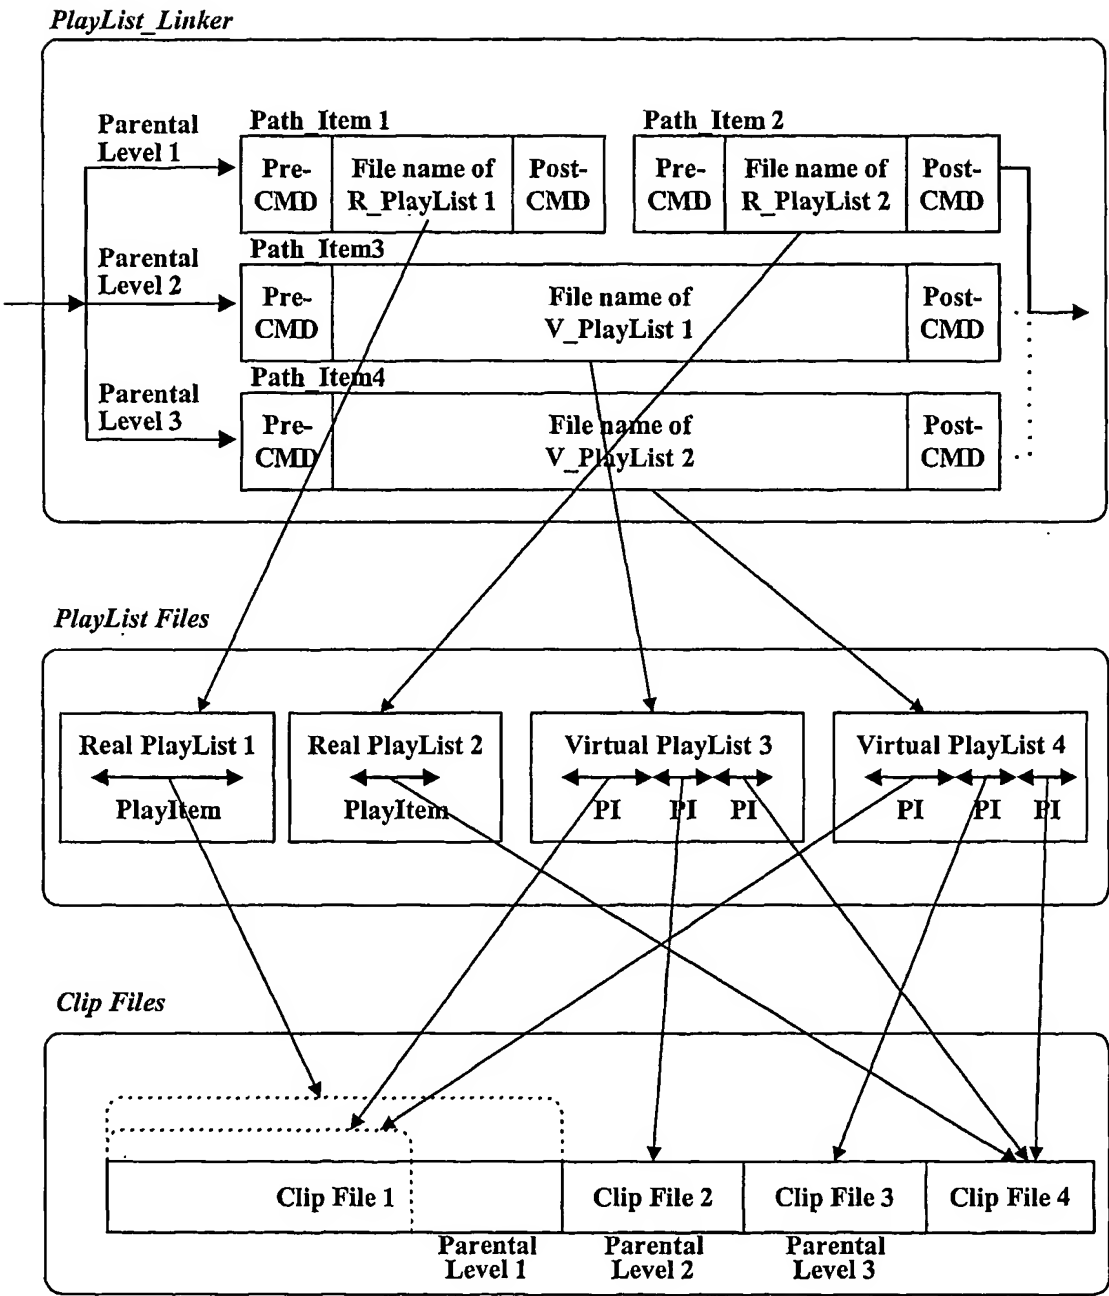 PlayList_Linker
Parental
Level 1
Path_Item 1
Pre-
CMD
File name of
R_PlayList 1
Post-
CMD
Path_Item 2
Pre-
CMD
File name of
R_PlayList 2
Post-
CMD
Parental
Level 2
Path_Item3
Pre-
CMD
File name of
V_PlayList 1
Post-
CMD
Parental
Level 3
Path_Item4
Pre-
CMD
File name of
V_PlayList 2
Post-
CMD
PlayList Files
Real PlayList 1
PlayItem
Real PlayList 2
PlayItem
Virtual PlayList 3
PI PI PI
Virtual PlayList 4
PI PI PI
Clip Files
Clip File 1
Clip File 2
Clip File 3
Clip File 4
Parental
Level 1
Parental
Level 2
Parental
Level 3